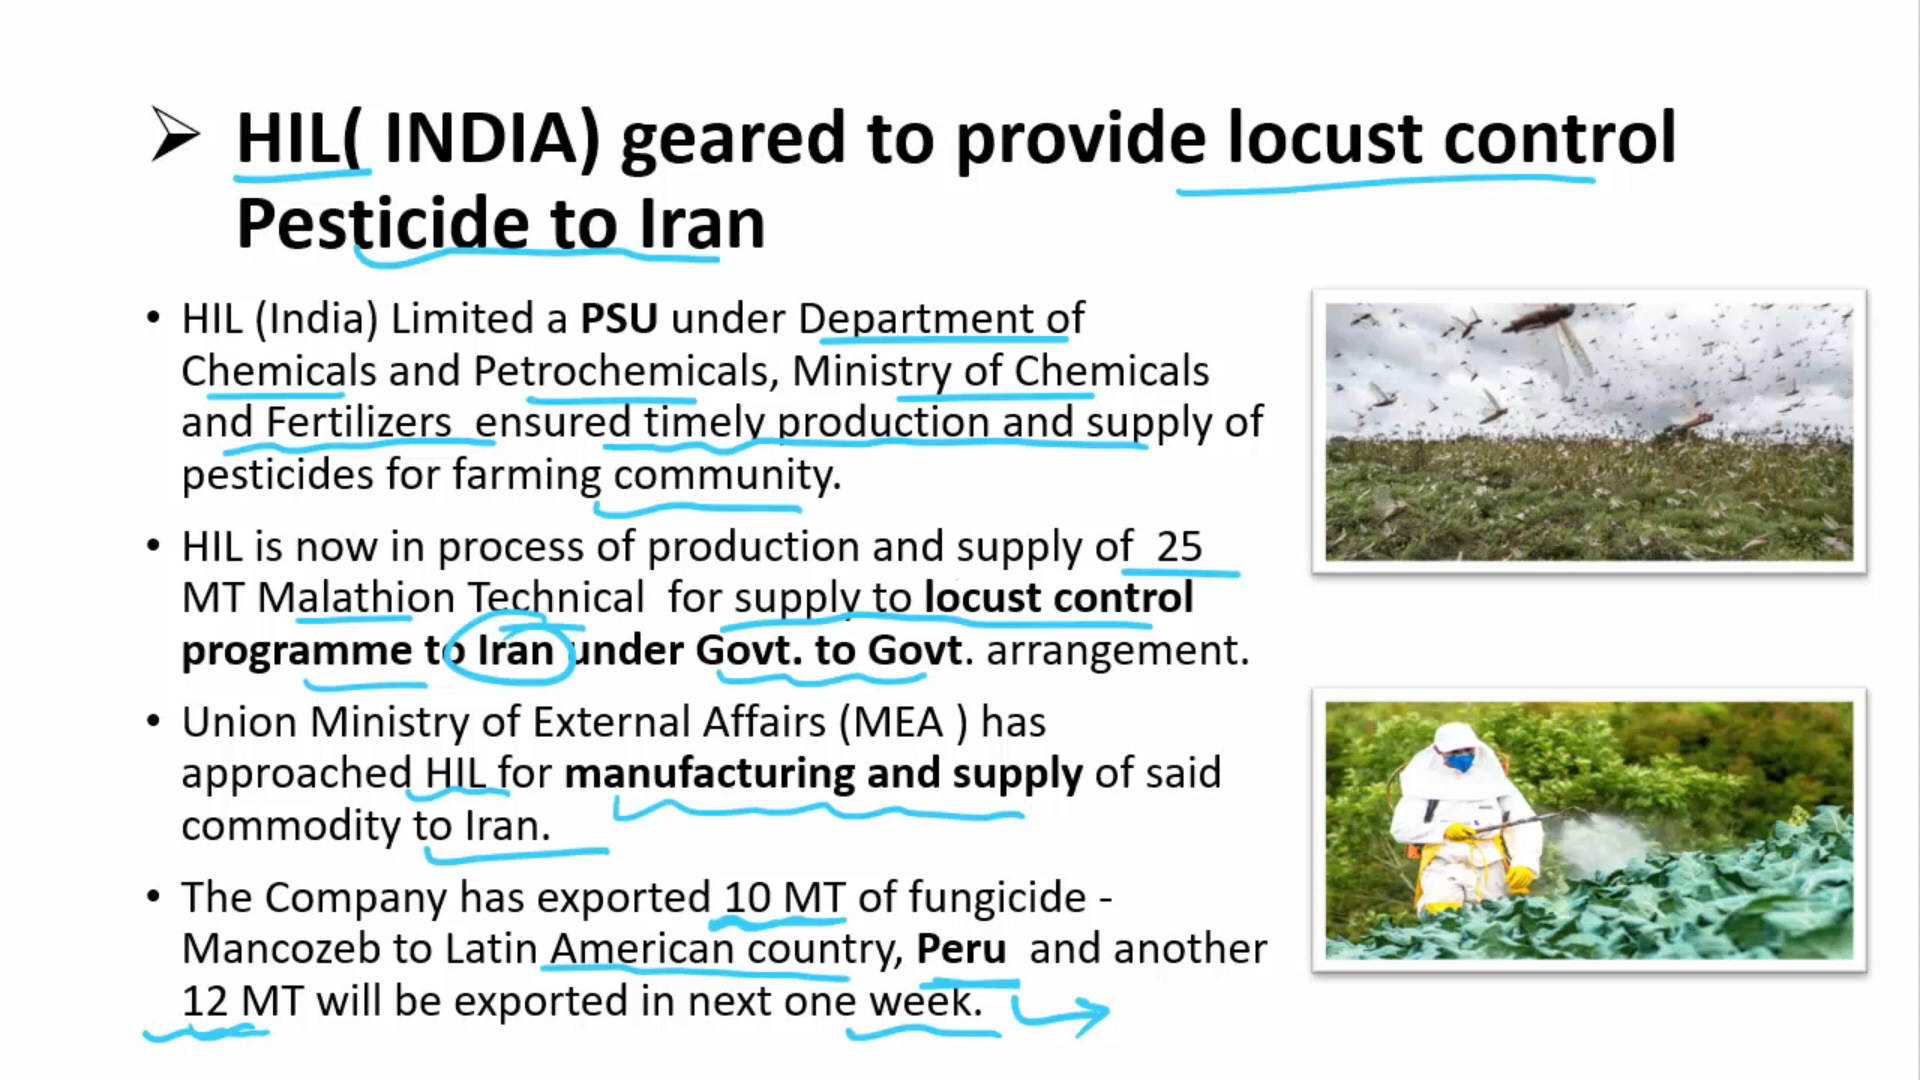 ➢ HIL( INDIA) geared to provide locust control
Pesticide to Iran
• HIL (India) Limited a PSU under Department of
Chemicals and Petrochemicals, Ministry of Chemicals
and Fertilizers ensured timely production and supply of
pesticides for farming community.
• HIL is now in process of production and supply of 25
MT Malathion Technical for supply to locust control
programme to Iran under Govt. to Govt. arrangement.
• Union Ministry of External Affairs (MEA ) has
approached HIL for manufacturing and supply of said
commodity to Iran.
• The Company has exported 10 MT of fungicide -
Mancozeb to Latin American country, Peru and another
12 MT will be exported in next one week.